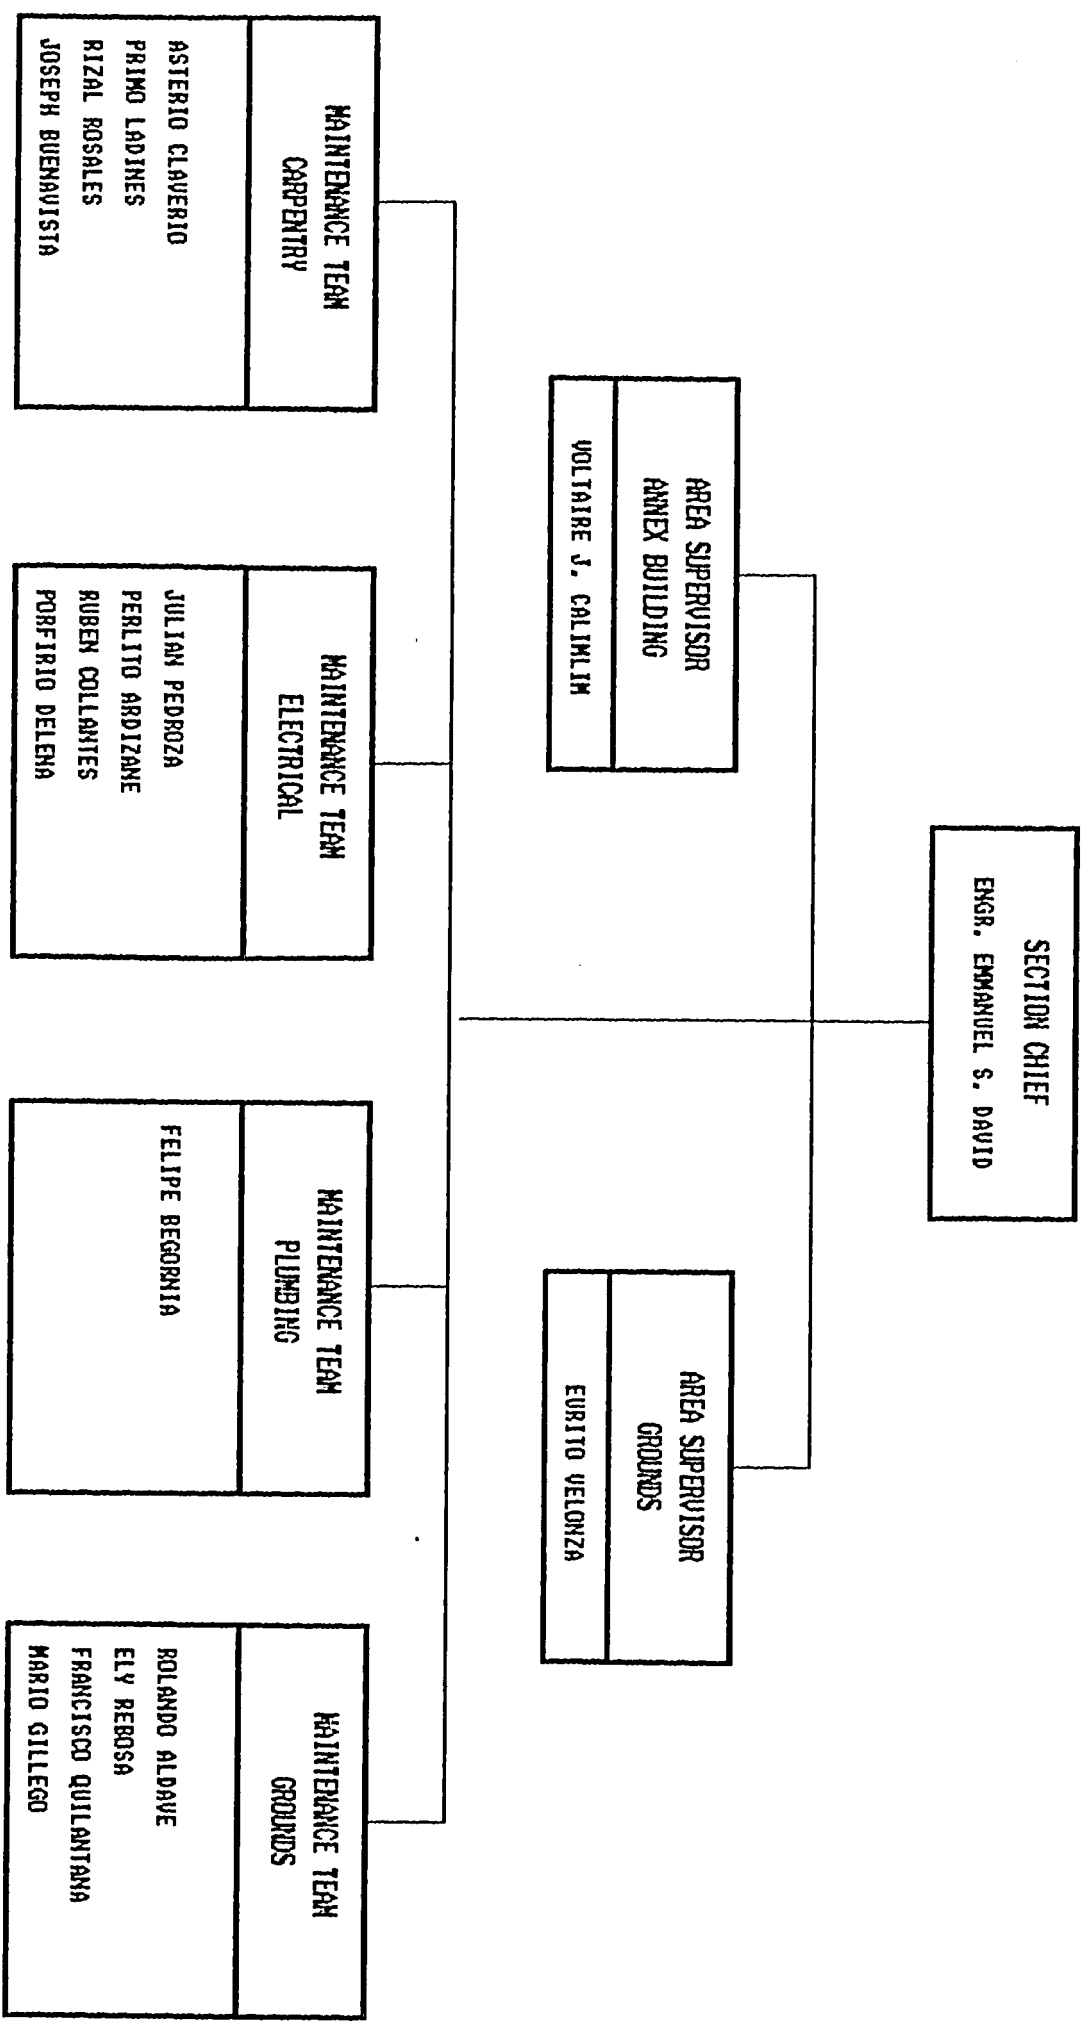 SECTION CHIEF
ENGR. EMMANUEL S. DAVID
AREA SUPERVISOR
ANNEX BUILDING
VOLTAIRE J. CALIMLIM
AREA SUPERVISOR
GROUNDS
EURITO VELONZA
MAINTENANCE TEAM
CARPENTRY
ASTERIO CLAVERIO
PRIMO LADINES
RIZAL ROSALES
JOSEPH BUENAVISTA
MAINTENANCE TEAM
ELECTRICAL
JULIAN PEDROZA
PERLITO ARDIZANE
RUBEN COLLANTES
PORFIRIO DELENA
MAINTENANCE TEAM
PLUMBING
FELIPE BEGORNIA
MAINTENANCE TEAM
GROUNDS
ROLANDO ALDAVE
ELY REBOSA
FRANCISCO QUILANTANA
MARIO GILLEGO